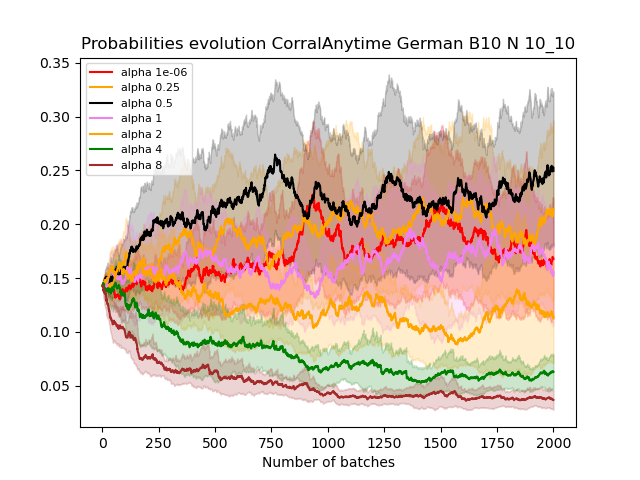 Probabilities evolution CorralAnytime German B10 N 10_10
0.35
0.30
0.25
0.20
0.15
0.10
0.05
alpha 1e-06
alpha 0.25
alpha 0.5
alpha 1
alpha 2
alpha 4
alpha 8
0 250 500 750 1000 1250 1500 1750 2000
Number of batches